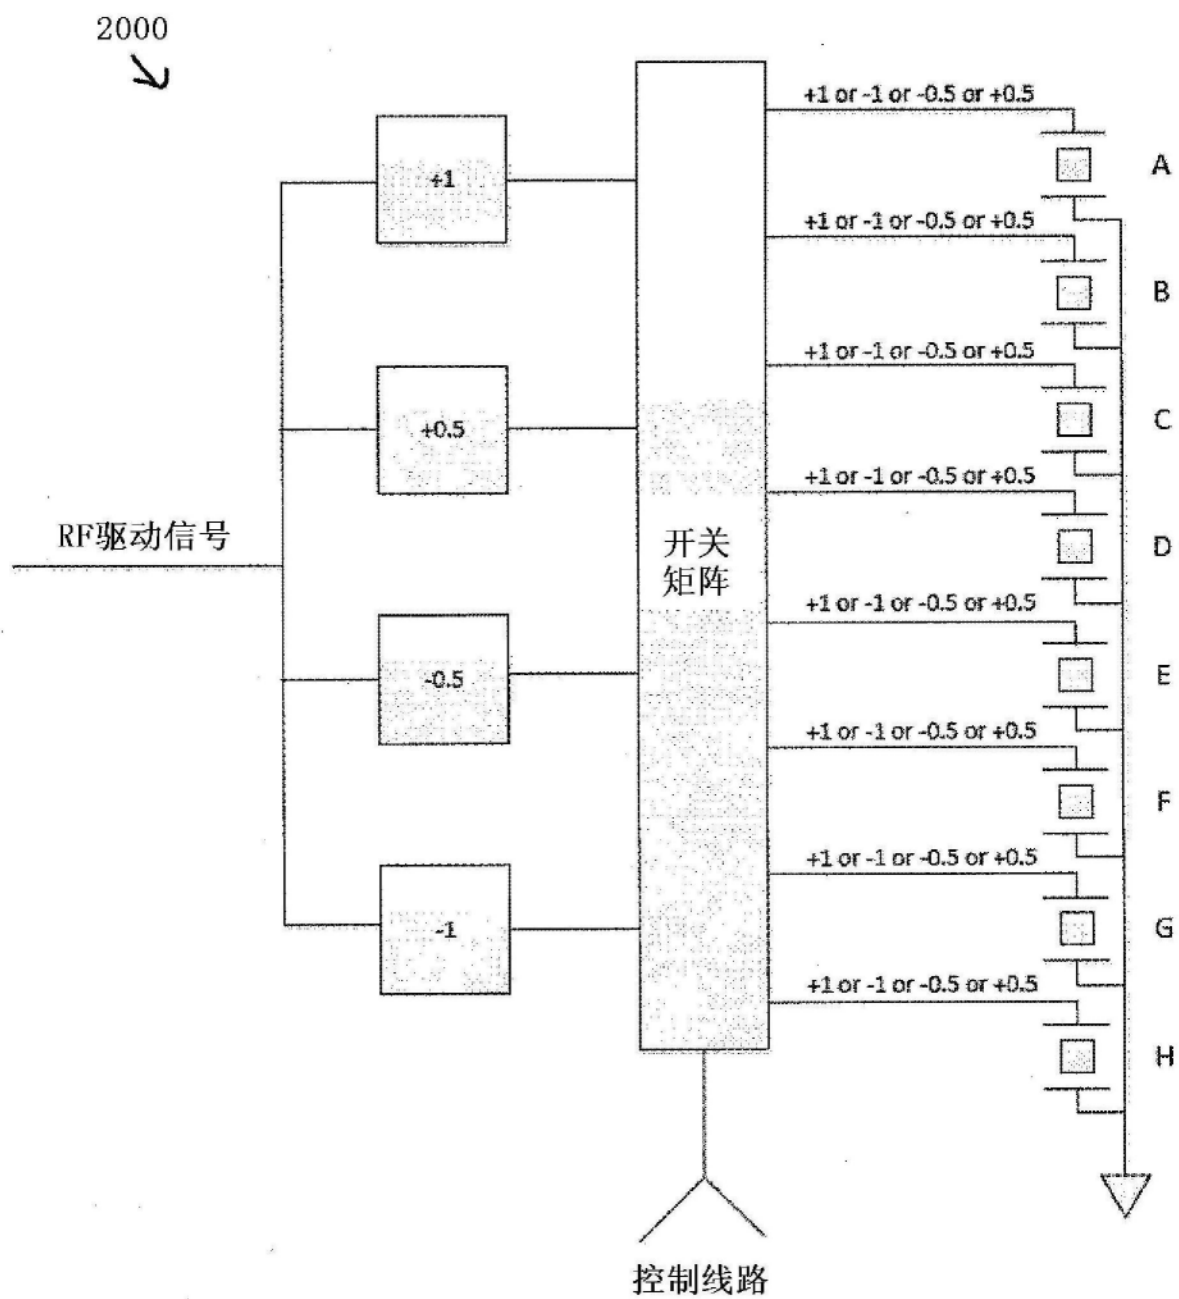 2000
+1 or -1 or -0.5 or +0.5
A
+1
+1 or -1 or -0.5 or +0.5
B
+1 or -1 or -0.5 or +0.5
C
+0.5
+1 or -1 or -0.5 or +0.5
RF驱动信号
开关
矩阵
D
+1 or -1 or -0.5 or +0.5
E
-0.5
+1 or -1 or -0.5 or +0.5
F
+1 or -1 or -0.5 or +0.5
G
-1
+1 or -1 or -0.5 or +0.5
H
控制线路